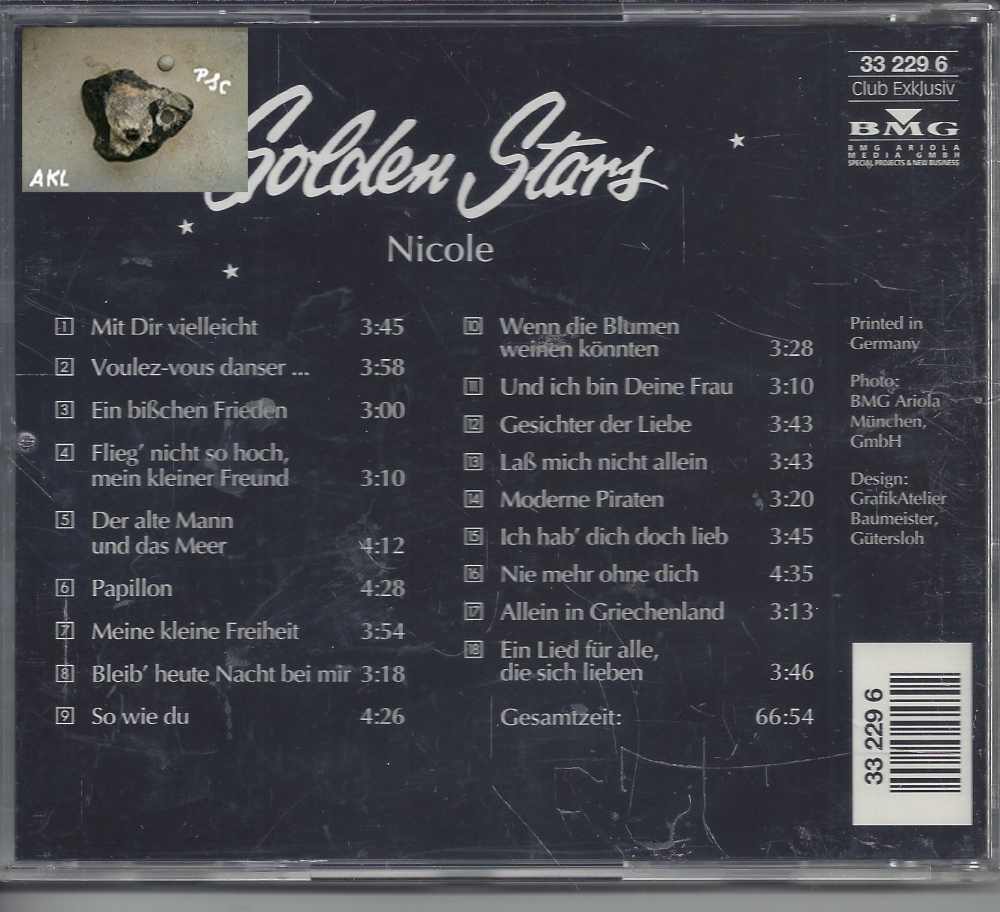 PSC
AKL
Golden Stars
Nicole
33 229 6
Club Exklusiv
BMG
BMG ARIOLA
MEDIA GMBH
SPECIAL PROJECTS & NEW BUSINESS
1 Mit Dir vielleicht 3:45
2 Voulez-vous danser ... 3:58
3 Ein bißchen Frieden 3:00
4 Flieg' nicht so hoch,
mein kleiner Freund 3:10
5 Der alte Mann
und das Meer 4:12
6 Papillon 4:28
7 Meine kleine Freiheit 3:54
8 Bleib' heute Nacht bei mir 3:18
9 So wie du 4:26
10 Wenn die Blumen
weinen könnten 3:28
11 Und ich bin Deine Frau 3:10
12 Gesichter der Liebe 3:43
13 Laß mich nicht allein 3:43
14 Moderne Piraten 3:20
15 Ich hab' dich doch lieb 3:45
16 Nie mehr ohne dich 4:35
17 Allein in Griechenland 3:13
18 Ein Lied für alle,
die sich lieben 3:46
Gesamtzeit: 66:54
Printed in
Germany
Photo:
BMG Ariola
München,
GmbH
Design:
GrafikAtelier
Baumeister,
Gütersloh
33 229 6